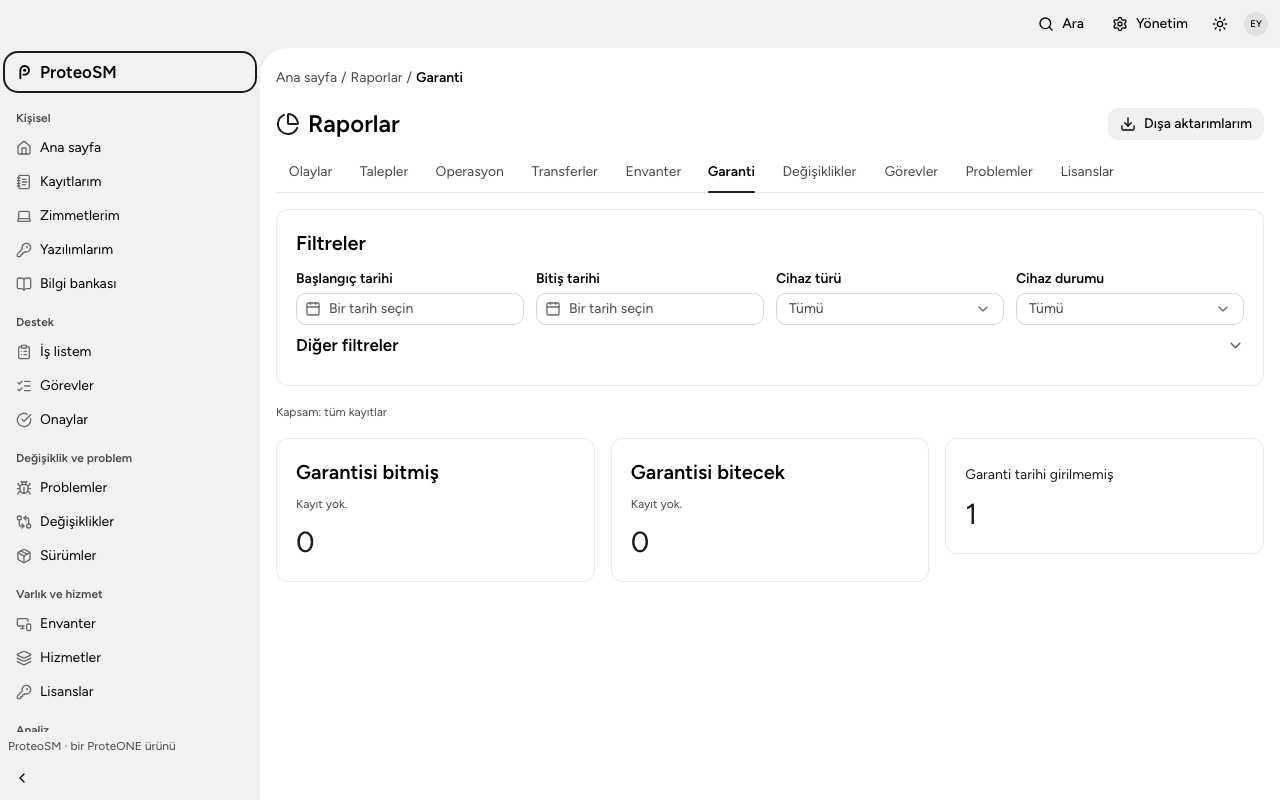 Ara
Yönetim
EY
ProteoSM
Kişisel
Ana sayfa
Kayıtlarım
Zimmetlerim
Yazılımlarım
Bilgi bankası
Destek
İş listem
Görevler
Onaylar
Değişiklik ve problem
Problemler
Değişiklikler
Sürümler
Varlık ve hizmet
Envanter
Hizmetler
Lisanslar
Analiz
ProteoSM · bir ProteONE ürünü
Ana sayfa / Raporlar / Garanti
Raporlar
Dışa aktarımlarım
Olaylar Talepler Operasyon Transferler Envanter Garanti Değişiklikler Görevler Problemler Lisanslar
Filtreler
Başlangıç tarihi Bitiş tarihi Cihaz türü Cihaz durumu
Bir tarih seçin Bir tarih seçin Tümü Tümü
Diğer filtreler
Kapsam: tüm kayıtlar
Garantisi bitmiş
Kayıt yok.
0
Garantisi bitecek
Kayıt yok.
0
Garanti tarihi girilmemiş
1